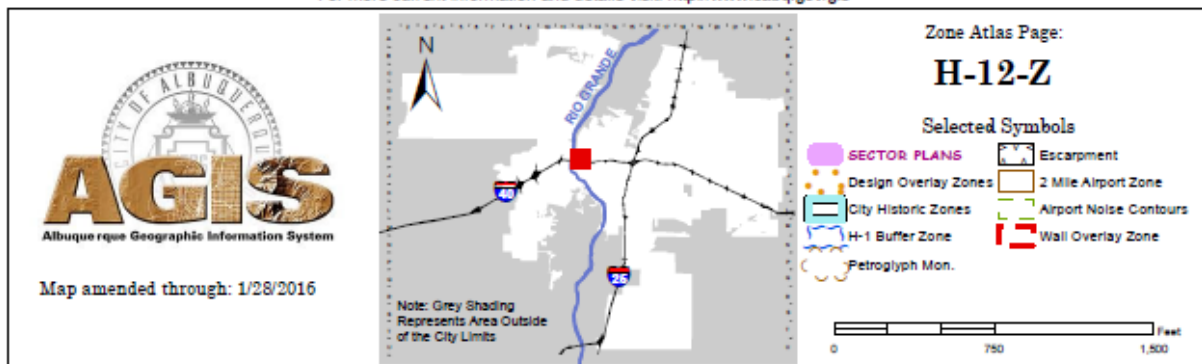 CITY OF ALBUQUERQUE
AGIS
Albuquerque Geographic Information System
Map amended through: 1/28/2016
N
RIO GRANDE
40
25
Note: Grey Shading
Represents Area Outside
of the City Limits
Zone Atlas Page:
H-12-Z
Selected Symbols
SECTOR PLANS
Design Overlay Zones
City Historic Zones
H-1 Buffer Zone
Petroglyph Mon.
Escarpment
2 Mile Airport Zone
Airport Noise Contours
Wall Overlay Zone
Feet
0 750 1,500